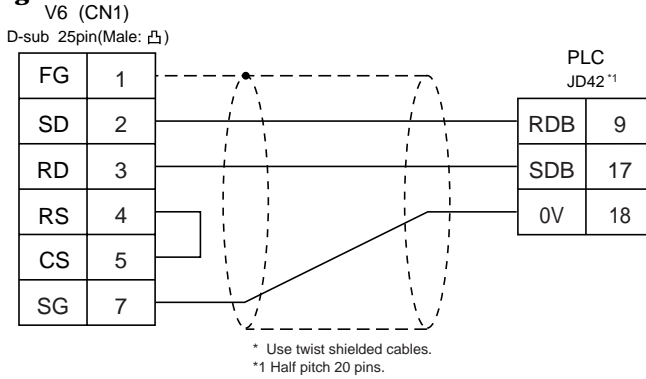 g
V6 (CN1)
D-sub 25pin(Male: 凸)
FG 1
SD 2
RD 3
RS 4
CS 5
SG 7
PLC
JD42 *1
RDB 9
SDB 17
0V 18
* Use twist shielded cables.
*1 Half pitch 20 pins.